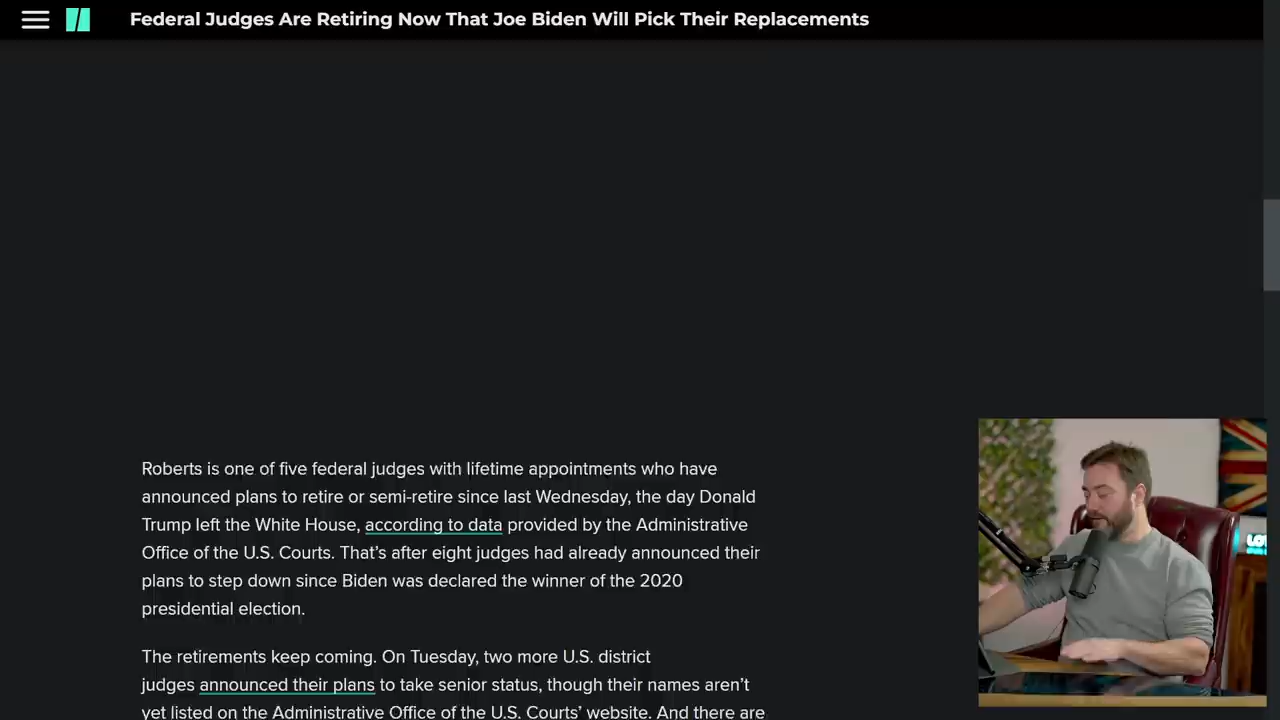 Federal Judges Are Retiring Now That Joe Biden Will Pick Their Replacements
Roberts is one of five federal judges with lifetime appointments who have
announced plans to retire or semi-retire since last Wednesday, the day Donald
Trump left the White House, according to data provided by the Administrative
Office of the U.S. Courts. That’s after eight judges had already announced their
plans to step down since Biden was declared the winner of the 2020
presidential election.
The retirements keep coming. On Tuesday, two more U.S. district
judges announced their plans to take senior status, though their names aren’t
yet listed on the Administrative Office of the U.S. Courts’ website. And there are